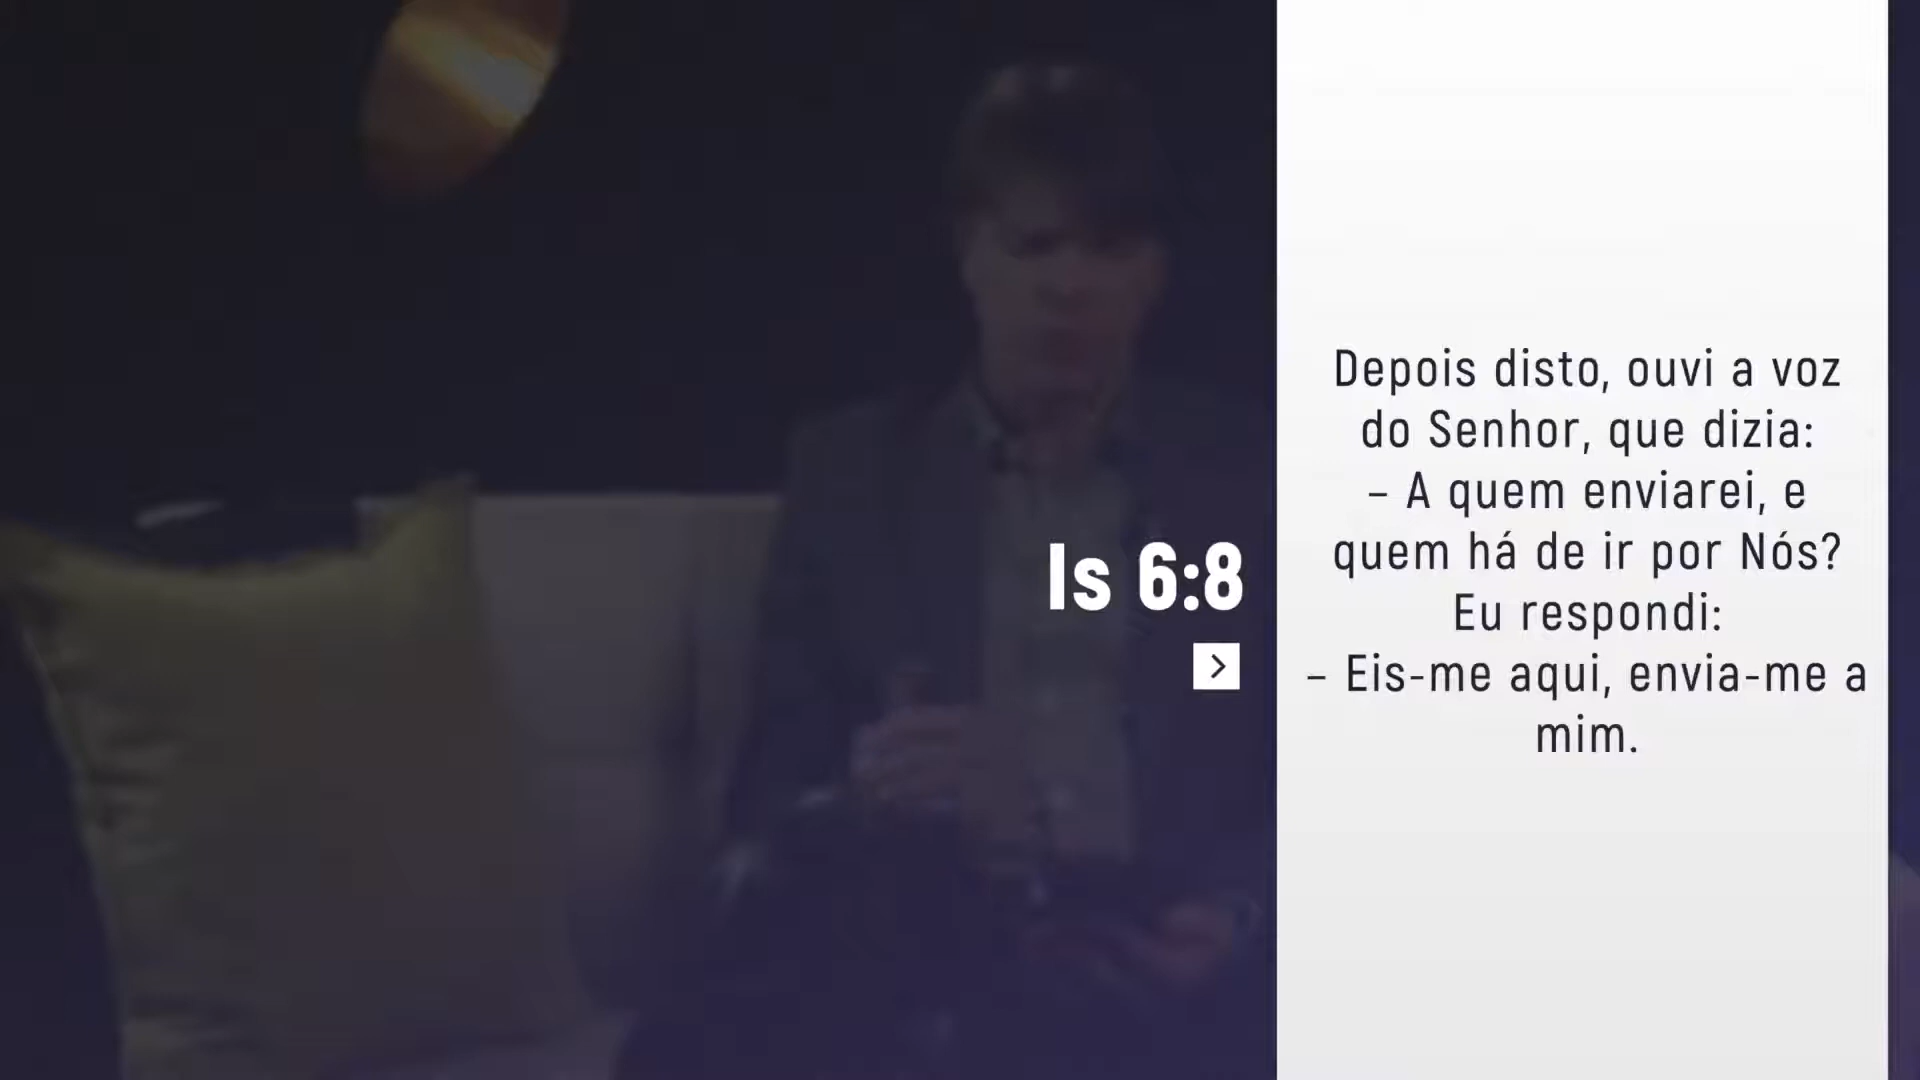 Is 6:8
Depois disto, ouvi a voz
do Senhor, que dizia:
– A quem enviarei, e
quem há de ir por Nós?
Eu respondi:
– Eis-me aqui, envia-me a
mim.